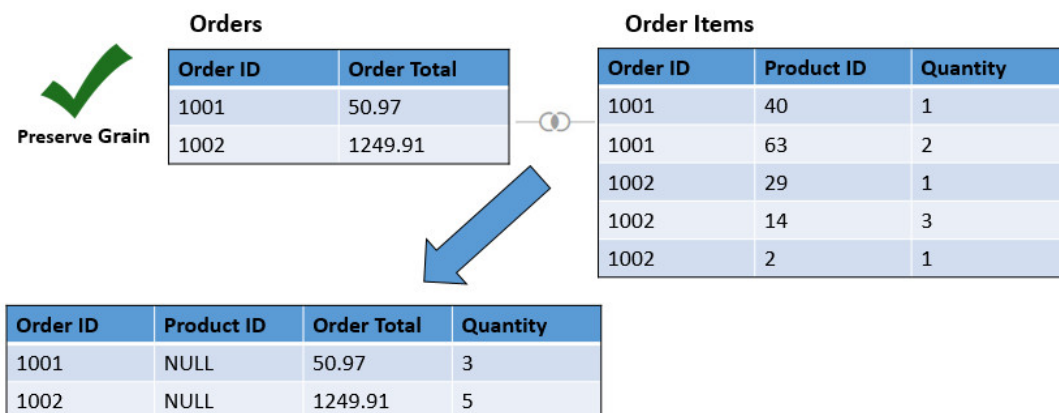 Orders
Order ID Order Total
1001 50.97
1002 1249.91
Preserve Grain
Order Items
Order ID Product ID Quantity
1001 40 1
1001 63 2
1002 29 1
1002 14 3
1002 2 1
Order ID Product ID Order Total Quantity
1001 NULL 50.97 3
1002 NULL 1249.91 5